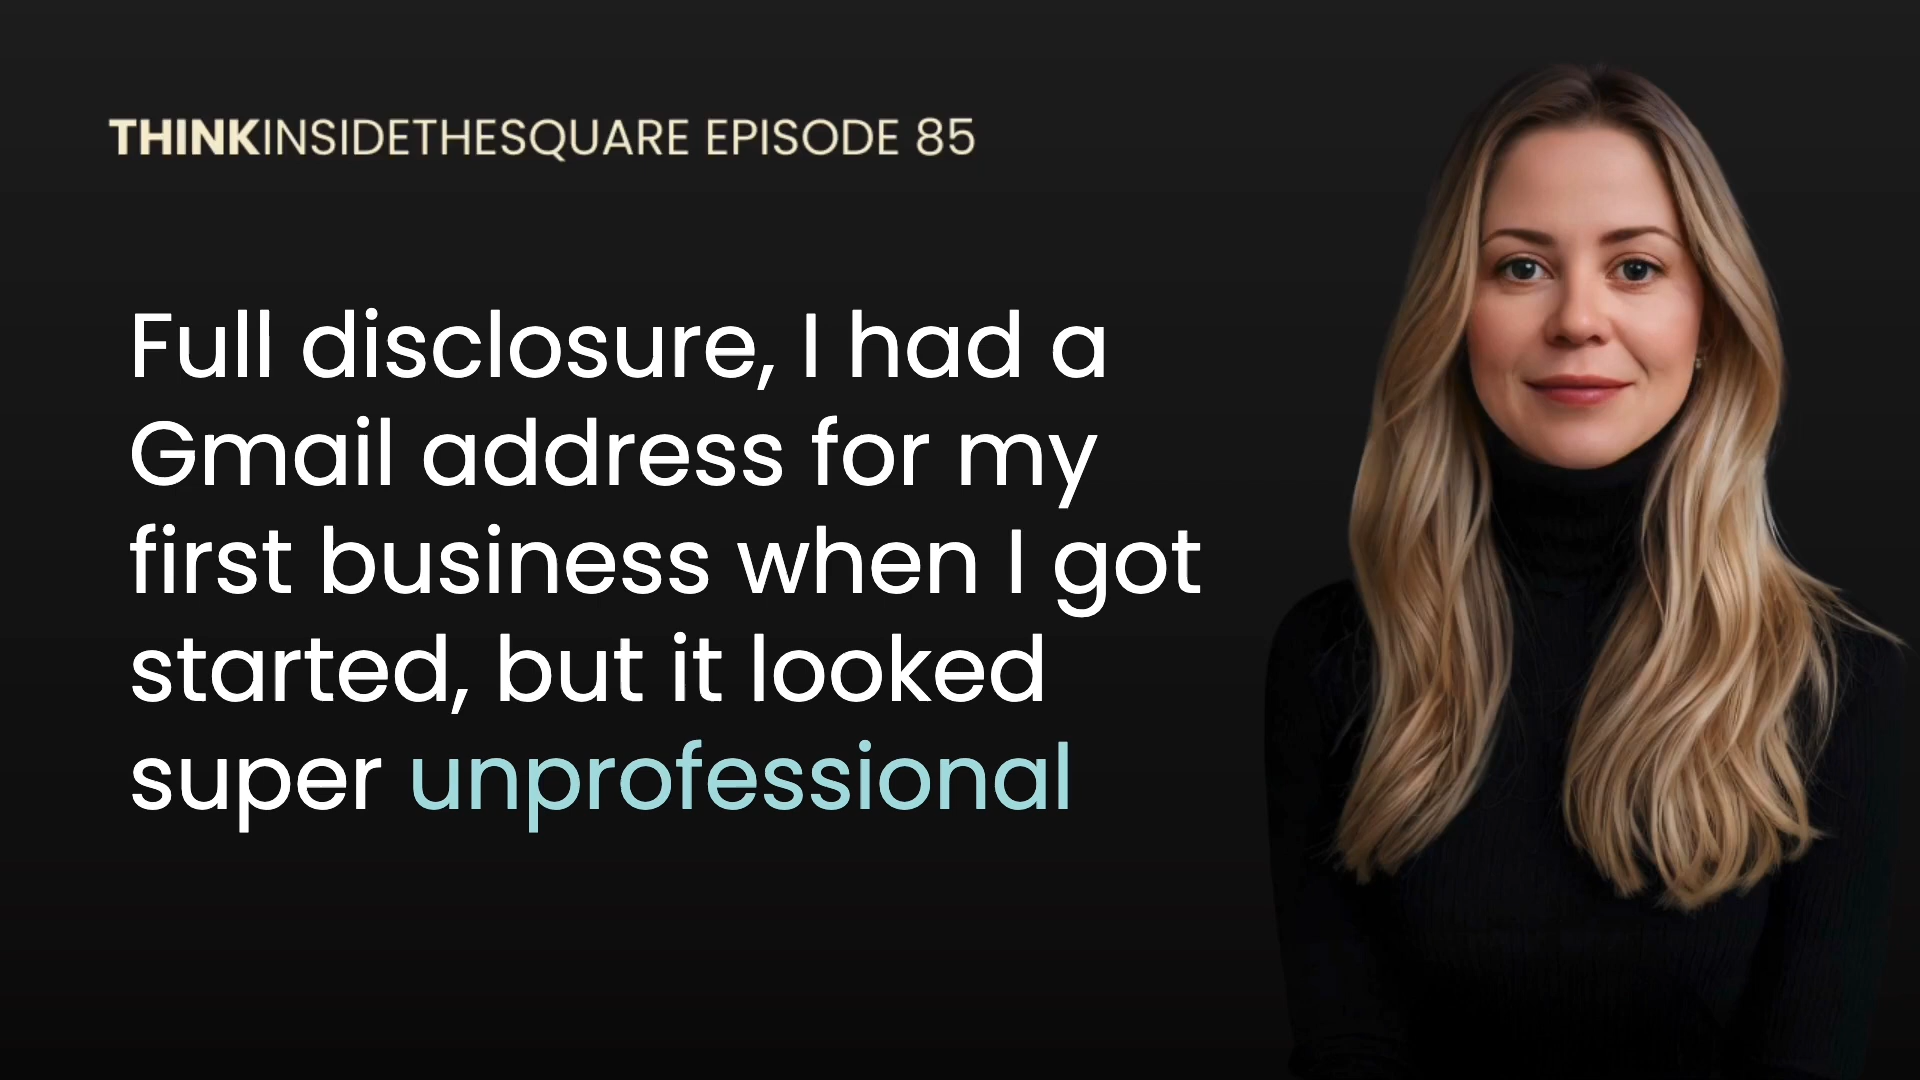 THINKINSIDETHESQUARE EPISODE 85
Full disclosure, I had a
Gmail address for my
first business when I got
started, but it looked
super unprofessional